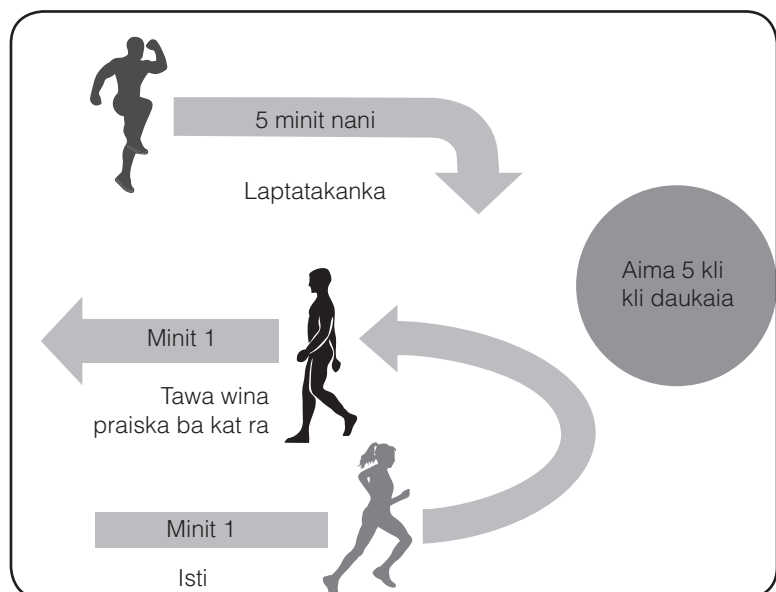 5 minit nani
Laptatakanka
Aima 5 kli
kli daukaia
Minit 1
Tawa wina
praiska ba kat ra
Minit 1
Isti